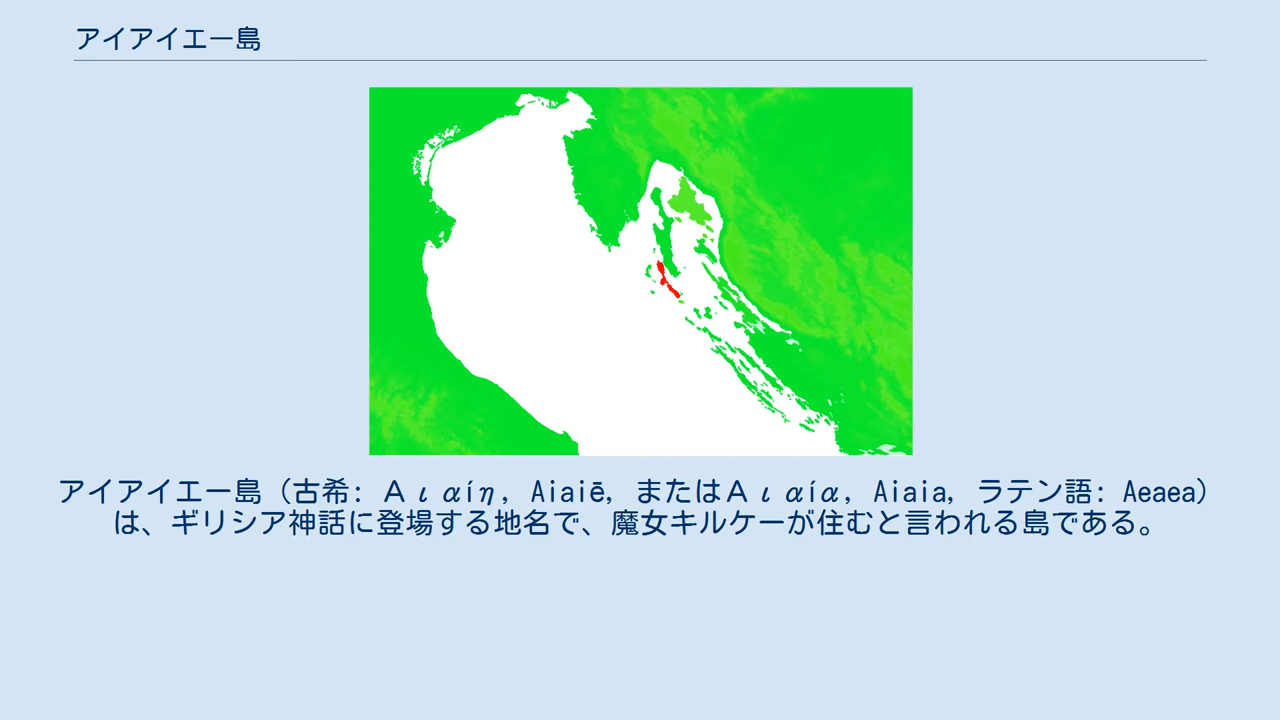 アイアイエー島
アイアイエー島（古希: Αιαίη, Aiaiē, またはΑιαία, Aiaia, ラテン語: Aeaea）
は、ギリシア神話に登場する地名で、魔女キルケーが住むと言われる島である。